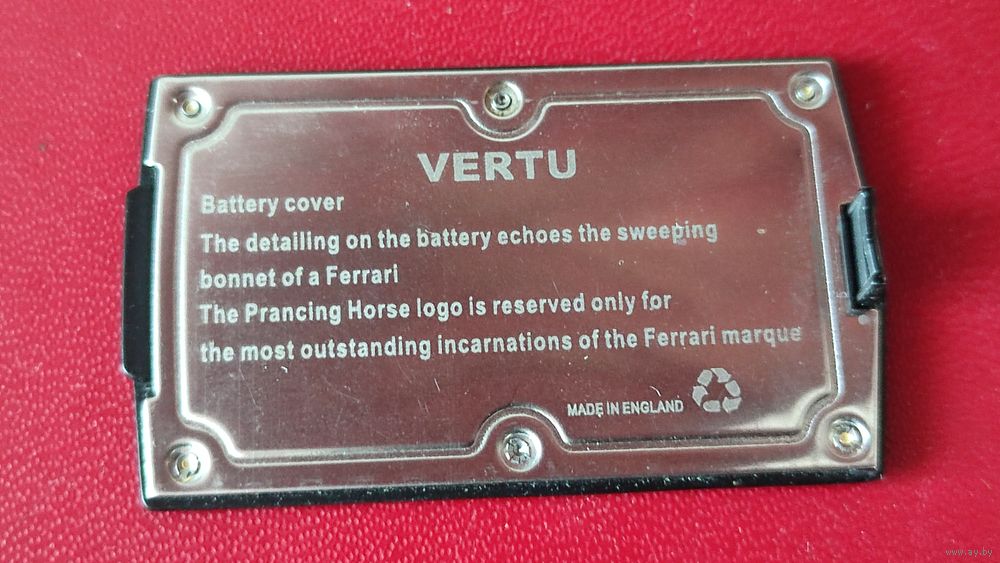 VERTU
Battery cover
The detailing on the battery echoes the sweeping
bonnet of a Ferrari
The Prancing Horse logo is reserved only for
the most outstanding incarnations of the Ferrari marque
MADE IN ENGLAND
www.ay.by